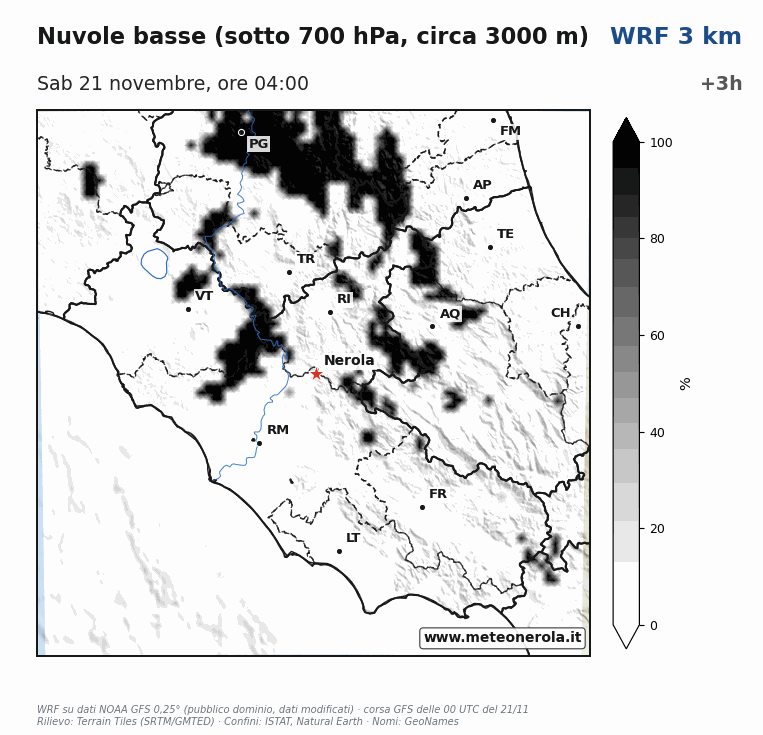 Nuvole basse (sotto 700 hPa, circa 3000 m) WRF 3 km
Sab 21 novembre, ore 04:00 +3h
FM
PG
AP
TE
TR
VT
RI
AQ
CH
Nerola
RM
FR
LT
www.meteonerola.it
100
80
60
40
20
0
%
WRF su dati NOAA GFS 0,25° (pubblico dominio, dati modificati) · corsa GFS delle 00 UTC del 21/11
Rilievo: Terrain Tiles (SRTM/GMTED) · Confini: ISTAT, Natural Earth · Nomi: GeoNames